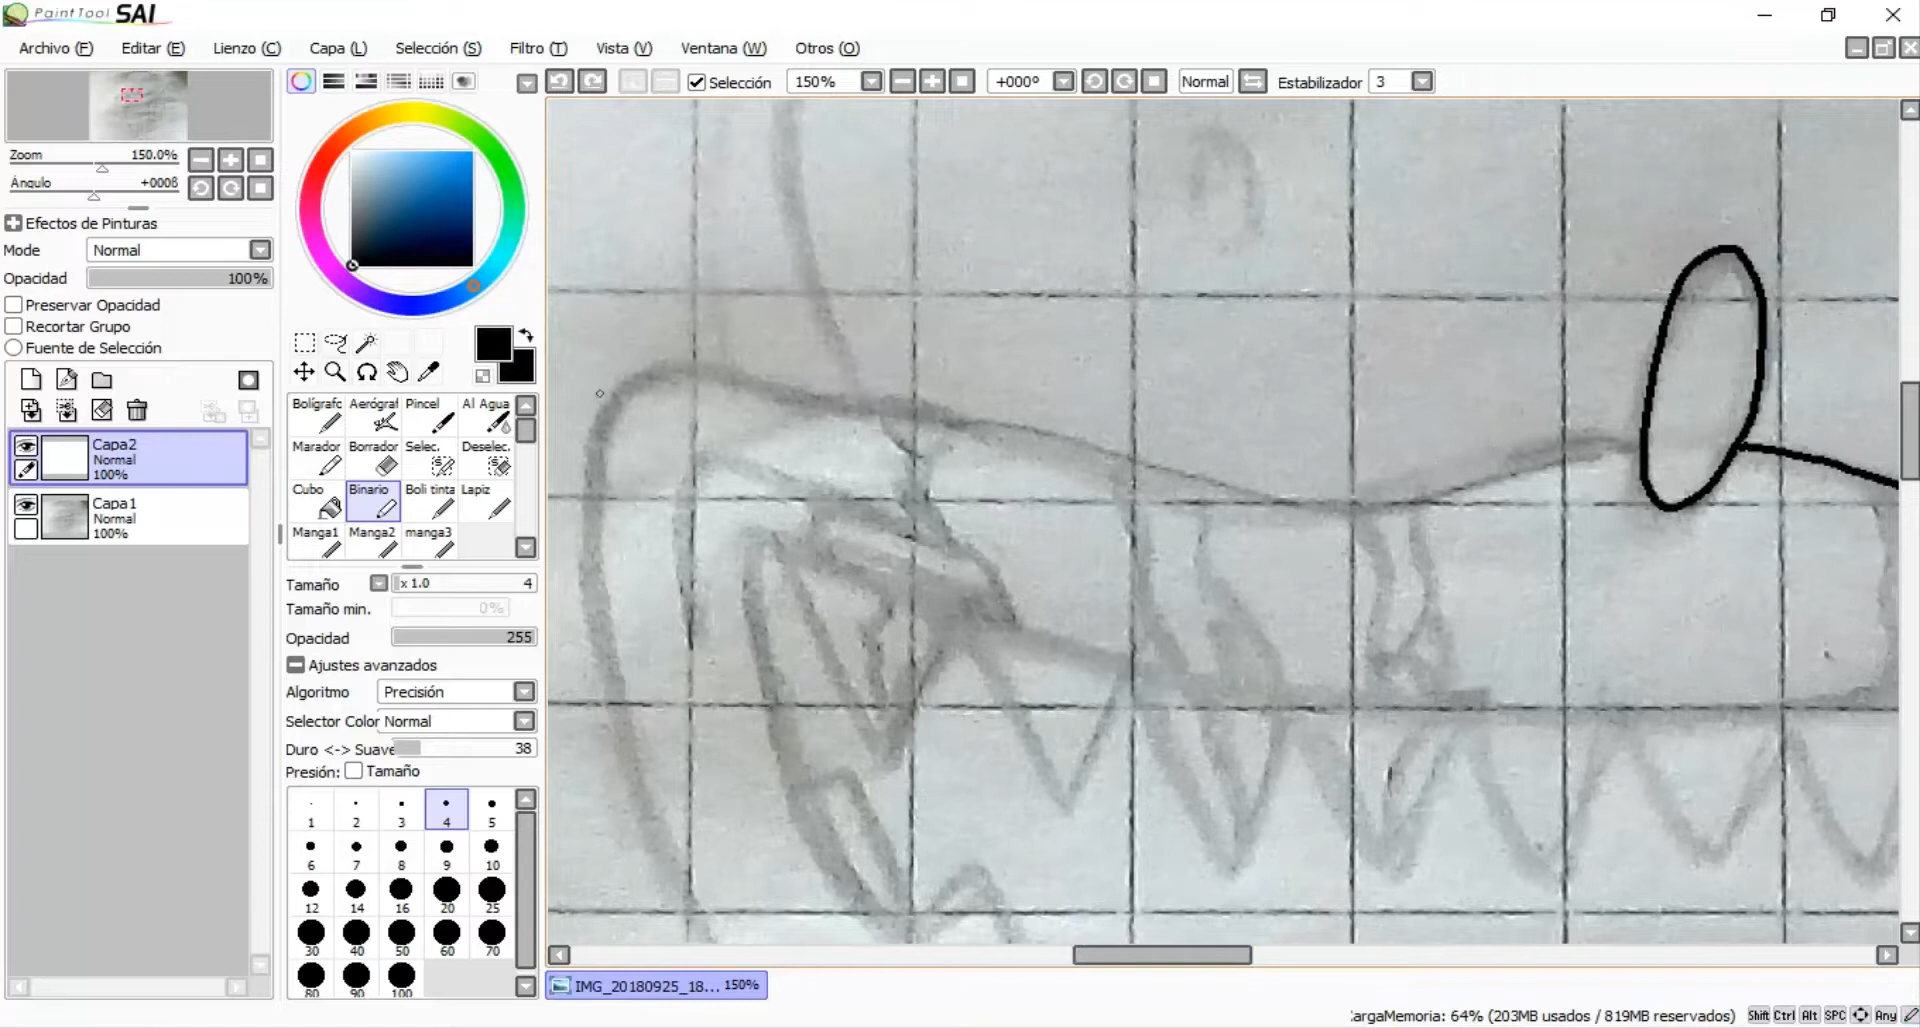 PaintTool SAI
Archivo (F) Editar (E) Lienzo (C) Capa (L) Selección (S) Filtro (T) Vista (V) Ventana (W) Otros (O)
Selección 150% +000º Normal Estabilizador 3
Zoom 150.0%
Ángulo +000ß
Efectos de Pinturas
Mode Normal
Opacidad 100%
Preservar Opacidad
Recortar Grupo
Fuente de Selección
Capa2
Normal
100%
Capa1
Normal
100%
Bolígrafc Aerógraf Pincel Al Agua
Marador Borrador Selec. Deselec.
Cubo Binario Boli tinta Lapiz
Manga1 Manga2 manga3
Tamaño x 1.0 4
Tamaño min. 0%
Opacidad 255
Ajustes avanzados
Algoritmo Precisión
Selector Color Normal
Duro <-> Suave 38
Presión: Tamaño
1 2 3 4 5
6 7 8 9 10
12 14 16 20 25
30 40 50 60 70
80 90 100
IMG_20180925_18... 150%
:argaMemoria: 64% (203MB usados / 819MB reservados) Shift Ctrl Alt SPC Any